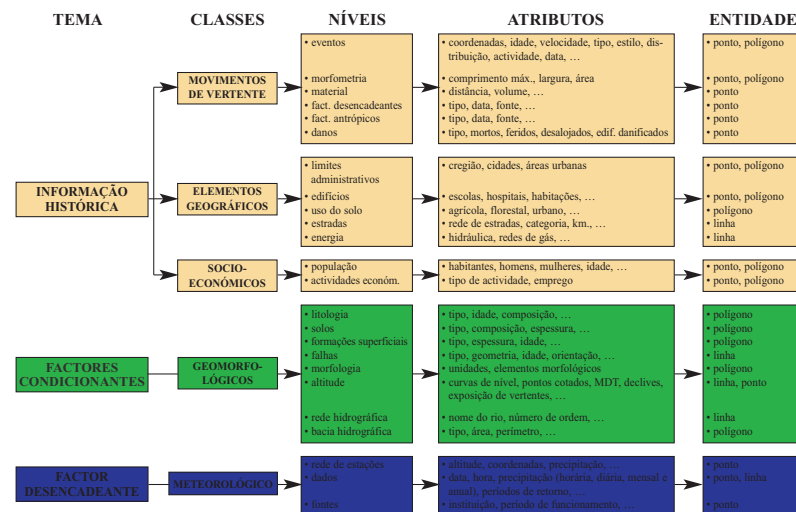 TEMA CLASSES NÍVEIS ATRIBUTOS ENTIDADE
INFORMAÇÃO
HISTÓRICA
MOVIMENTOS
DE VERTENTE
• eventos
• morfometria
• material
• fact. desencadeantes
• fact. antrópicos
• danos
• coordenadas, idade, velocidade, tipo, estilo, dis-
tribuição, actividade, data, …
• comprimento máx., largura, área
• distância, volume, …
• tipo, data, fonte, …
• tipo, data, fonte, …
• tipo, mortos, feridos, desalojados, edif. danificados
• ponto, polígono
• ponto, polígono
• ponto
• ponto
• ponto
• ponto
ELEMENTOS
GEOGRÁFICOS
• limites
administrativos
• edifícios
• uso do solo
• estradas
• energia
• cregião, cidades, áreas urbanas
• escolas, hospitais, habitações, …
• agrícola, florestal, urbano, …
• rede de estradas, categoria, km., …
• hidráulica, redes de gás, …
• ponto, polígono
• ponto, polígono
• polígono
• linha
• linha
SOCIO-
ECONÓMICOS
• população
• actividades económ.
• habitantes, homens, mulheres, idade, …
• tipo de actividade, emprego
• ponto, polígono
• ponto, polígono
FACTORES
CONDICIONANTES
GEOMORFO-
LÓGICOS
• litologia
• solos
• formações superficiais
• falhas
• morfologia
• altitude
• rede hidrográfica
• bacia hidrográfica
• tipo, idade, composição, …
• tipo, composição, espessura, …
• tipo, espessura, idade, …
• tipo, geometria, idade, orientação, …
• unidades, elementos morfológicos
• curvas de nível, pontos cotados, MDT, declives,
exposição de vertentes, …
• nome do rio, número de ordem, …
• tipo, área, perímetro, …
• polígono
• polígono
• polígono
• linha
• polígono
• linha, ponto
• linha
• polígono
FACTOR
DESENCADEANTE
METEOROLÓGICO
• rede de estações
• dados
• fontes
• altitude, coordenadas, precipitação, …
• data, hora, precipitação (horária, diária, mensal e
anual), períodos de retorno, …
• instituição, período de funcionamento, …
• ponto
• ponto, linha
• ponto